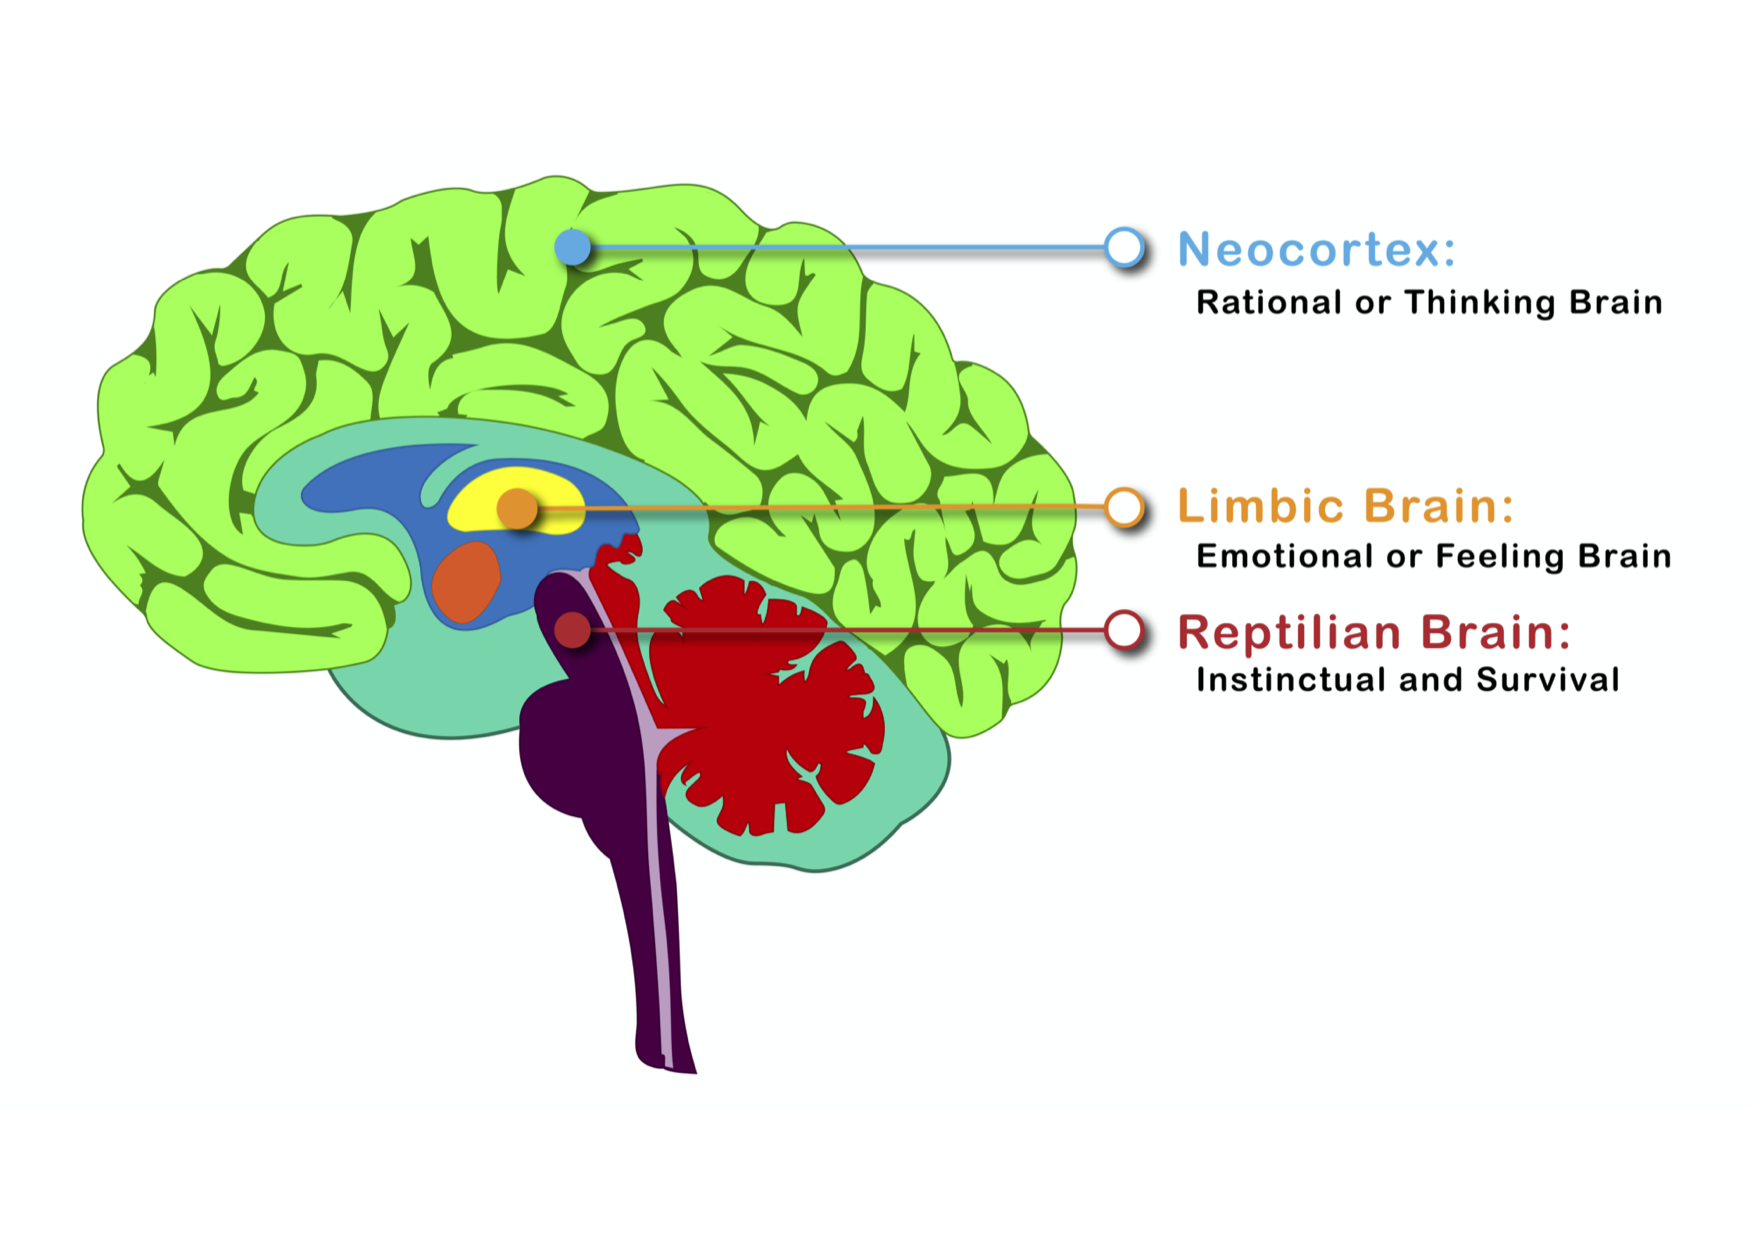 Neocortex:
Rational or Thinking Brain
Limbic Brain:
Emotional or Feeling Brain
Reptilian Brain:
Instinctual and Survival